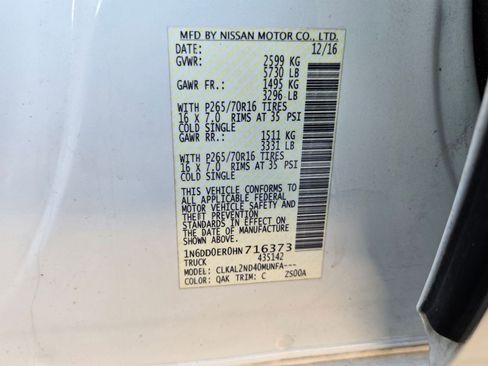 MFD BY NISSAN MOTOR CO., LTD.
DATE: 12/16
GVWR: 2599 KG
5730 LB
GAWR FR.: 1495 KG
3296 LB
WITH P265/70R16 TIRES
16 X 7.0 RIMS AT 35 PSI
COLD SINGLE
GAWR RR.: 1511 KG
3331 LB
WITH P265/70R16 TIRES
16 X 7.0 RIMS AT 35 PSI
COLD SINGLE
THIS VEHICLE CONFORMS TO
ALL APPLICABLE FEDERAL
MOTOR VEHICLE SAFETY AND
THEFT PREVENTION
STANDARDS IN EFFECT ON
THE DATE OF MANUFACTURE
SHOWN ABOVE.
1N6DD0ER0HN716373
TRUCK 435142
MODEL: CLKAL2ND40MUNFA---
COLOR: QAK TRIM: C ZS00A